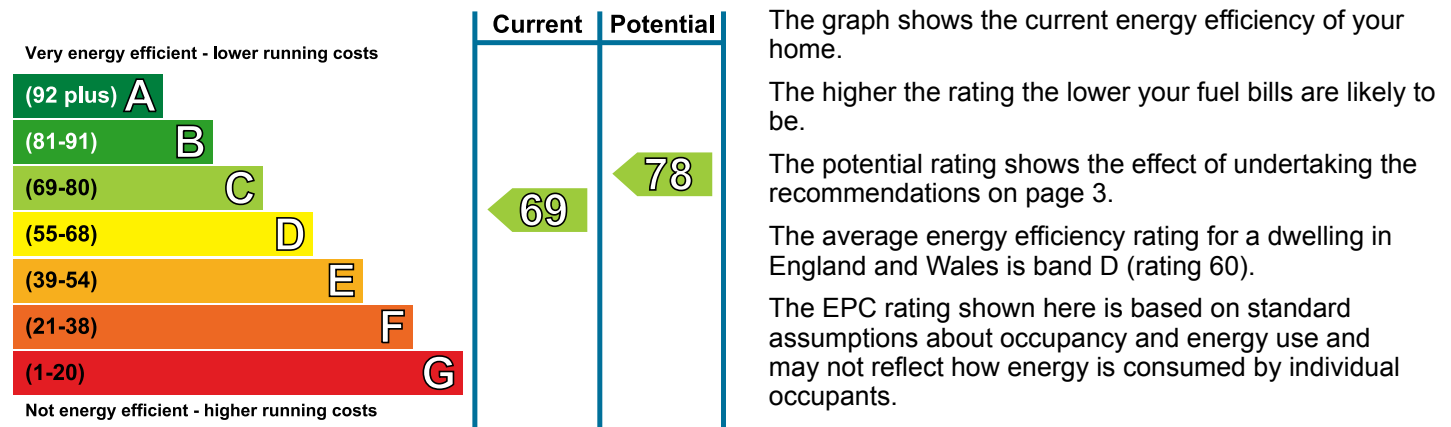 Current Potential
Very energy efficient - lower running costs
(92 plus) A
(81-91) B
(69-80) C
(55-68) D
(39-54) E
(21-38) F
(1-20) G
Not energy efficient - higher running costs
69
78
The graph shows the current energy efficiency of your
home.
The higher the rating the lower your fuel bills are likely to
be.
The potential rating shows the effect of undertaking the
recommendations on page 3.
The average energy efficiency rating for a dwelling in
England and Wales is band D (rating 60).
The EPC rating shown here is based on standard
assumptions about occupancy and energy use and
may not reflect how energy is consumed by individual
occupants.